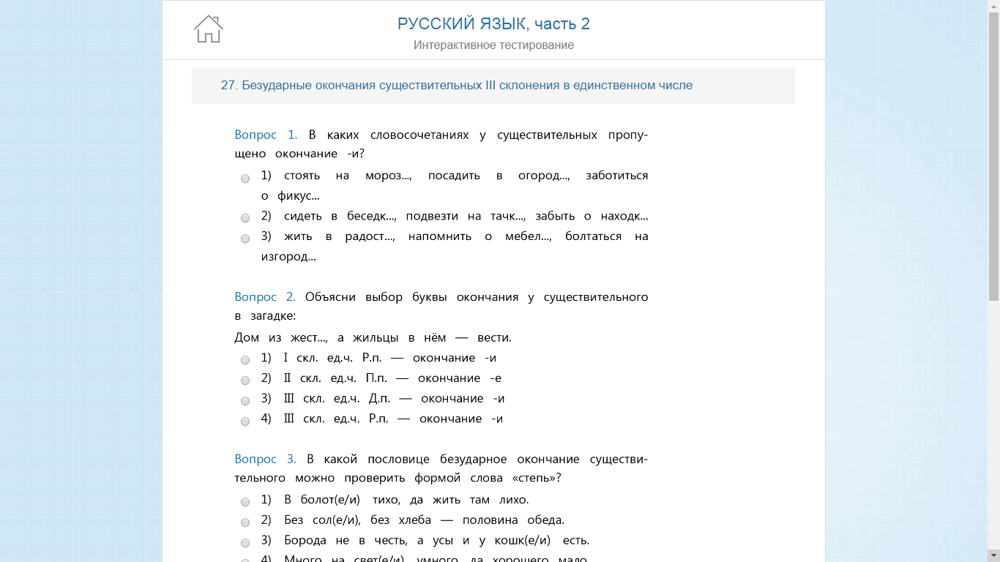 РУССКИЙ ЯЗЫК, часть 2
Интерактивное тестирование
27. Безударные окончания существительных III склонения в единственном числе
Вопрос 1. В каких словосочетаниях у существительных пропу-
щено окончание -и?
1) стоять на мороз..., посадить в огород..., заботиться
о фикус...
2) сидеть в беседк..., подвезти на тачк..., забыть о находк...
3) жить в радост..., напомнить о мебел..., болтаться на
изгород...
Вопрос 2. Объясни выбор буквы окончания у существительного
в загадке:
Дом из жест..., а жильцы в нём — вести.
1) I скл. ед.ч. Р.п. — окончание -и
2) II скл. ед.ч. П.п. — окончание -е
3) III скл. ед.ч. Д.п. — окончание -и
4) III скл. ед.ч. Р.п. — окончание -и
Вопрос 3. В какой пословице безударное окончание существи-
тельного можно проверить формой слова «степь»?
1) В болот(е/и) тихо, да жить там лихо.
2) Без сол(е/и), без хлеба — половина обеда.
3) Борода не в честь, а усы и у кошк(е/и) есть.
4) Много на свет(е/и) умного, да хорошего мало.